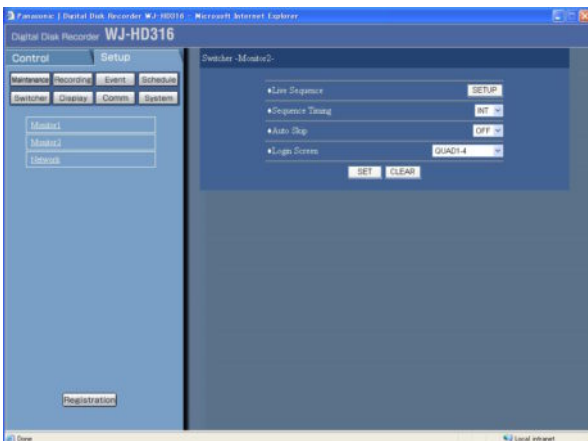 Panasonic | Digital Disk Recorder WJ-HD316 - Microsoft Internet Explorer
Digital Disk Recorder WJ-HD316
Control Setup
Maintenance Recording Event Schedule
Switcher Display Comm System
Monitor1
Monitor2
Network
Registration
Switcher -Monitor2-
♦Live Sequence SETUP
♦Sequence Timing INT
♦Auto Skip OFF
♦Login Screen QUAD1-4
SET CLEAR
Done Local intranet